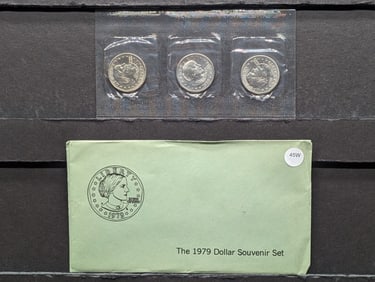 45W
LIBERTY
1979
The 1979 Dollar Souvenir Set